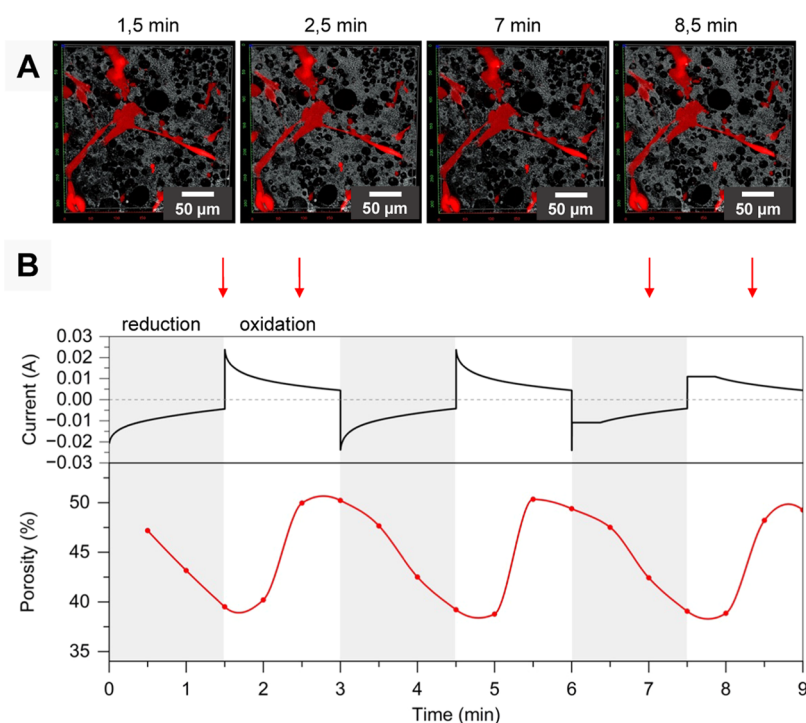 1,5 min 2,5 min 7 min 8,5 min
A
50 µm 50 µm 50 µm 50 µm
B
reduction oxidation
Current (A)
0.03
0.02
0.01
0.00
-0.01
-0.02
-0.03
Porosity (%)
50
45
40
35
0 1 2 3 4 5 6 7 8 9
Time (min)